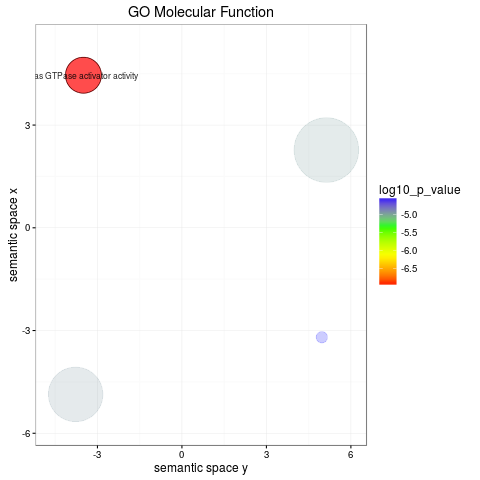 GO Molecular Function
as GTPase activator activity
semantic space x
3
0
-3
-6
-3
0
3
6
semantic space y
log10_p_value
-5.0
-5.5
-6.0
-6.5